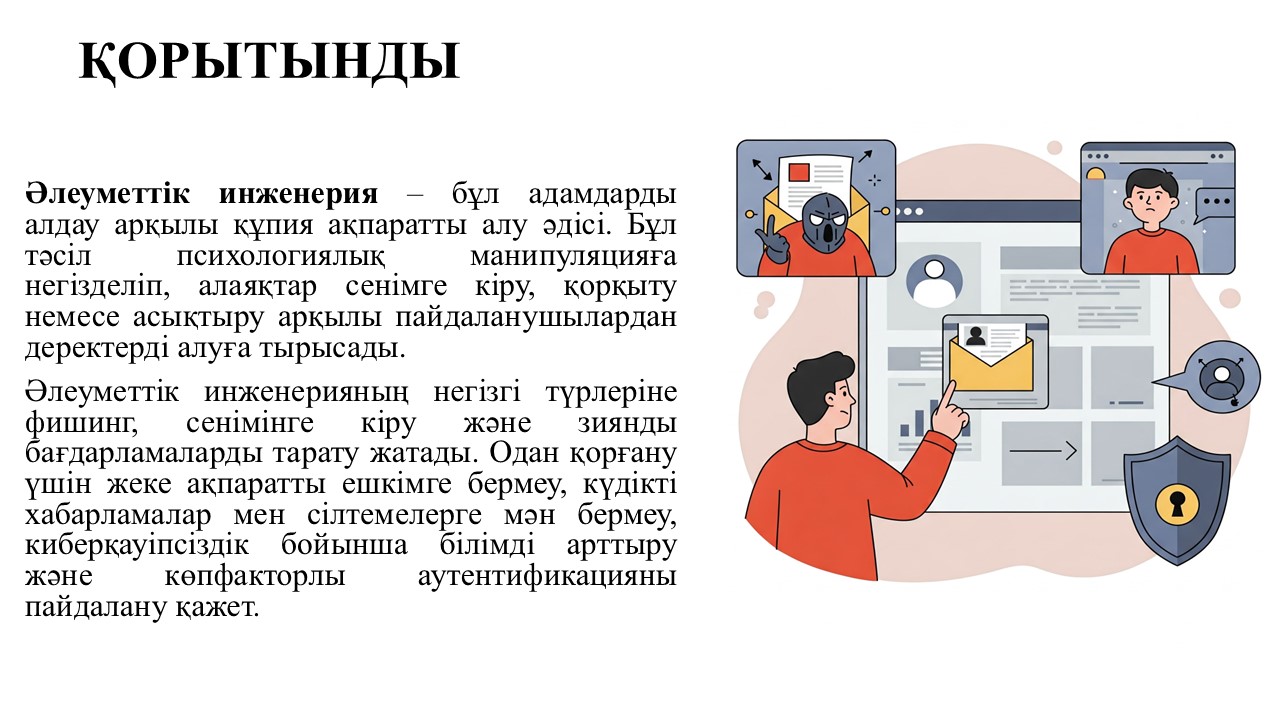 ҚОРЫТЫНДЫ
Әлеуметтік инженерия – бұл адамдарды
алдау арқылы құпия ақпаратты алу әдісі. Бұл
тәсіл психологиялық манипуляцияға
негізделіп, алаяқтар сенімге кіру, қорқыту
немесе асықтыру арқылы пайдаланушылардан
деректерді алуға тырысады.
Әлеуметтік инженерияның негізгі түрлеріне
фишинг, сенімінге кіру және зиянды
бағдарламаларды тарату жатады. Одан қорғану
үшін жеке ақпаратты ешкімге бермеу, күдікті
хабарламалар мен сілтемелерге мән бермеу,
киберқауіпсіздік бойынша білімді арттыру
және көпфакторлы аутентификацияны
пайдалану қажет.